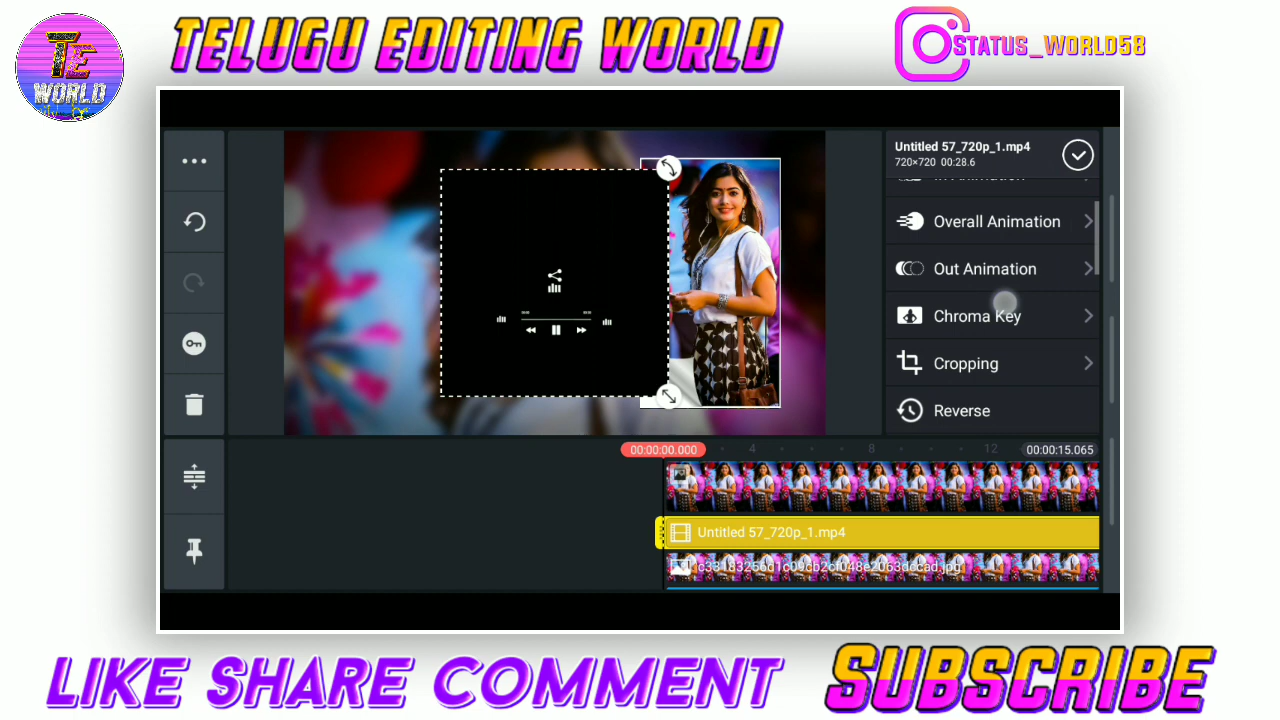 TE
WORLD
TELUGU EDITING WORLD
STATUS_WORLD58
Untitled 57_720p_1.mp4
720×720 00:28.6
Overall Animation
Out Animation
Chroma Key
Cropping
Reverse
00:00:00.000
4
8
12
00:00:15.065
Untitled 57_720p_1.mp4
LIKE SHARE COMMENT
SUBSCRIBE